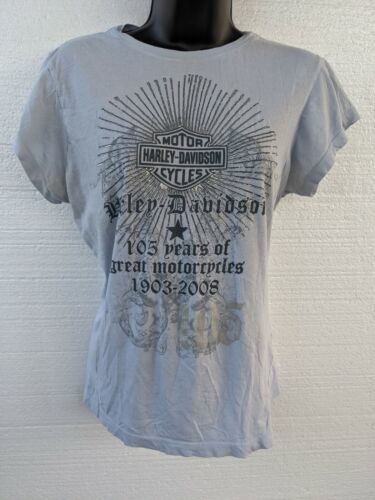 MOTOR
HARLEY-DAVIDSON
CYCLES
Harley-Davidson
105 years of
great motorcycles
1903-2008